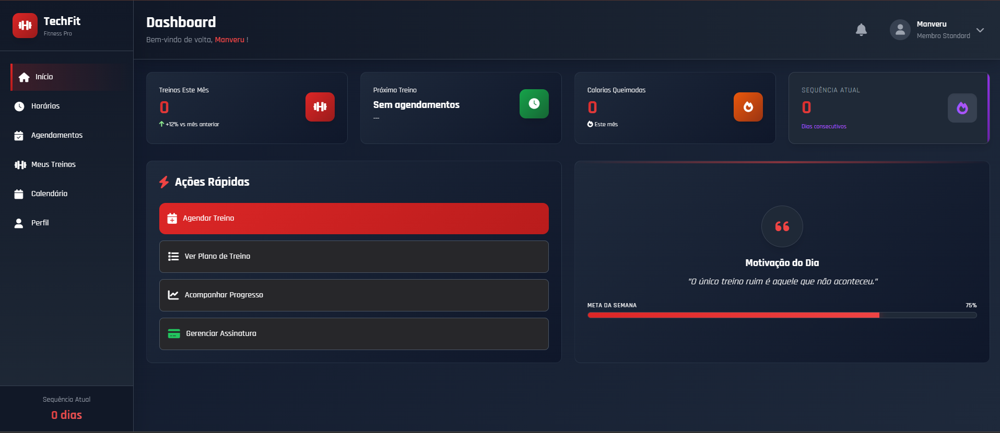 TechFit
Fitness Pro
Início
Horários
Agendamentos
Meus Treinos
Calendário
Perfil
Sequência Atual
0 dias
Dashboard
Bem-vindo de volta, Manveru !
Manveru
Membro Standard
Treinos Este Mês
0
+12% vs mês anterior
Próximo Treino
Sem agendamentos
---
Calorias Queimadas
0
Este mês
SEQUÊNCIA ATUAL
0
Dias consecutivos
Ações Rápidas
Agendar Treino
Ver Plano de Treino
Acompanhar Progresso
Gerenciar Assinatura
Motivação do Dia
"O único treino ruim é aquele que não aconteceu."
META DA SEMANA 75%